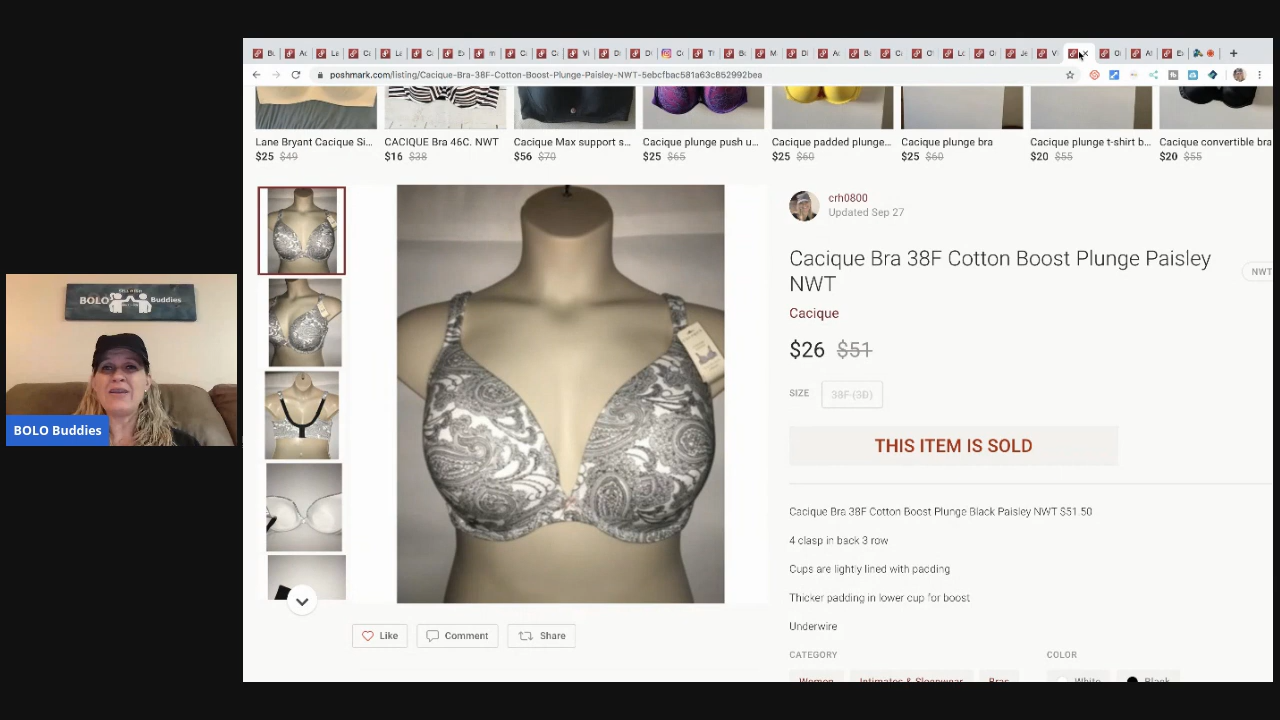 poshmark.com/listing/Cacique-Bra-38F-Cotton-Boost-Plunge-Paisley-NWT-5ebcfbac581a63c852992bea
Lane Bryant Cacique Si...
$25 $49
CACIQUE Bra 46C. NWT
$16 $38
Cacique Max support s...
$56 $70
Cacique plunge push u...
$25 $65
Cacique padded plunge...
$25 $60
Cacique plunge bra
$25 $60
Cacique plunge t-shirt b...
$20 $55
Cacique convertible bra
$20 $55
crh0800
Updated Sep 27
Cacique Bra 38F Cotton Boost Plunge Paisley
NWT
NWT
Cacique
$26 $51
SIZE
38F (3D)
THIS ITEM IS SOLD
Cacique Bra 38F Cotton Boost Plunge Black Paisley NWT $51.50
4 clasp in back 3 row
Cups are lightly lined with padding
Thicker padding in lower cup for boost
Underwire
CATEGORY
COLOR
Women
Intimates & Sleepwear
Bras
White
Black
Like
Comment
Share
BOLO Buddies
BOLO Buddies